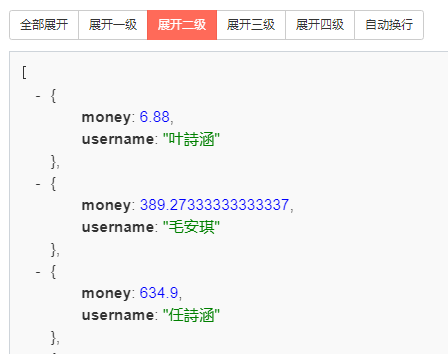 全部展开 展开一级 展开二级 展开三级 展开四级 自动换行
[
- {
money: 6.88,
username: "叶詩涵"
},
- {
money: 389.27333333333337,
username: "毛安琪"
},
- {
money: 634.9,
username: "任詩涵"
},